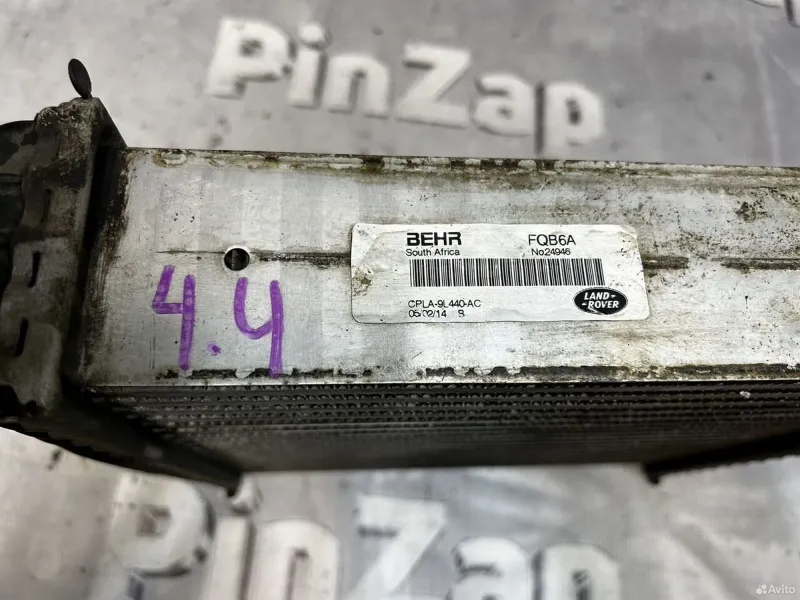 PinZap
BEHR FQB6A
South Africa No24946
CPLA-9L440-AC
05/02/14 S
LAND-
ROVER
4.4
PinZap
Avito